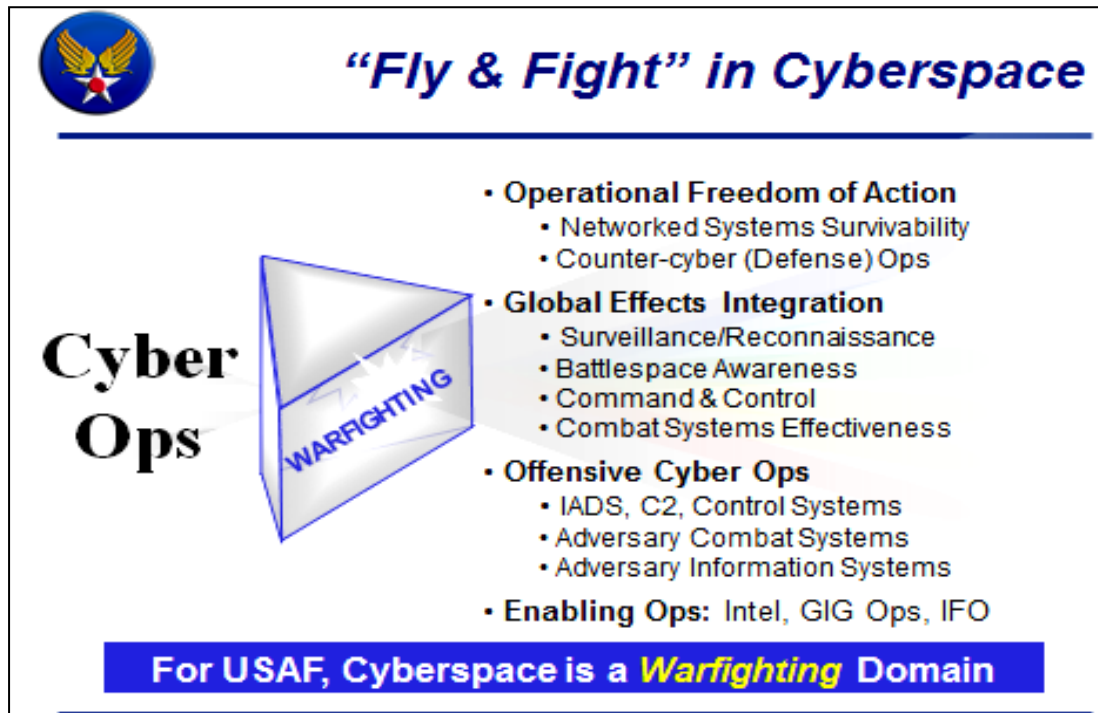 “Fly & Fight” in Cyberspace
Cyber
Ops
WARFIGHTING
• Operational Freedom of Action
• Networked Systems Survivability
• Counter-cyber (Defense) Ops
• Global Effects Integration
• Surveillance/Reconnaissance
• Battlespace Awareness
• Command & Control
• Combat Systems Effectiveness
• Offensive Cyber Ops
• IADS, C2, Control Systems
• Adversary Combat Systems
• Adversary Information Systems
• Enabling Ops: Intel, GIG Ops, IFO
For USAF, Cyberspace is a Warfighting Domain